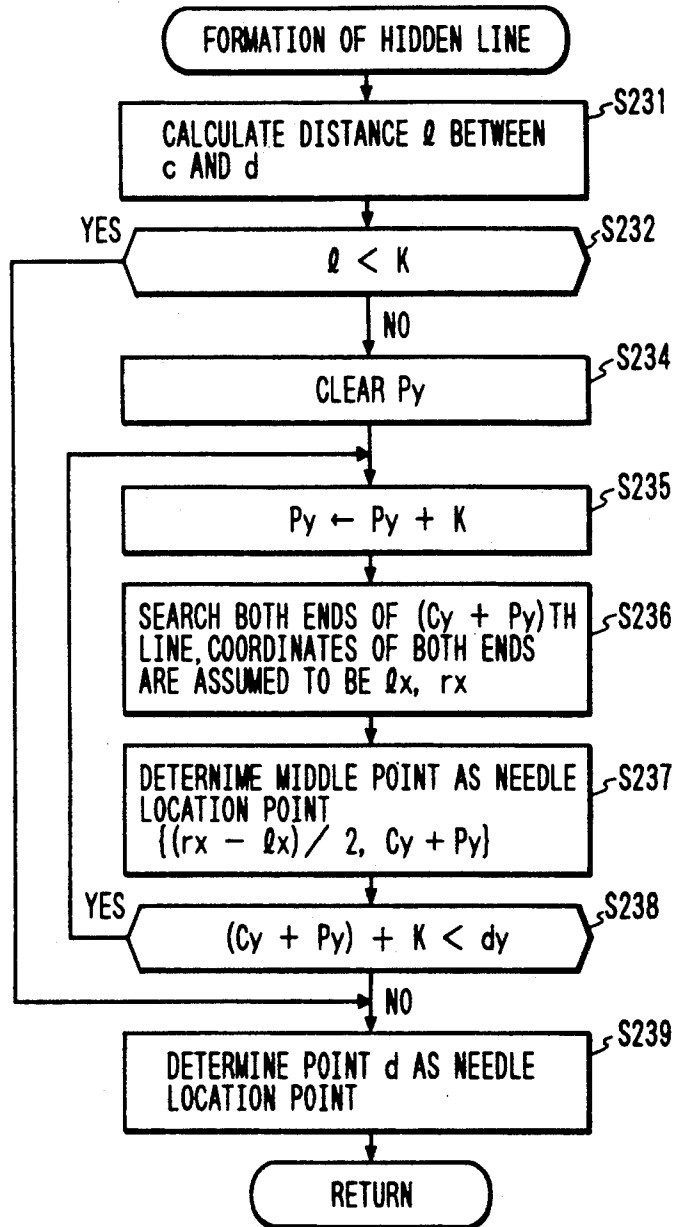 FORMATION OF HIDDEN LINE
S231
CALCULATE DISTANCE ℓ BETWEEN
c AND d
YES
S232
ℓ < K
NO
S234
CLEAR Py
S235
Py ← Py + K
SEARCH BOTH ENDS OF (Cy + Py)TH
S236
LINE, COORDINATES OF BOTH ENDS
ARE ASSUMED TO BE ℓx, rx
DETERNIME MIDDLE POINT AS NEEDLE
S237
LOCATION POINT
{(rx - ℓx) / 2, Cy + Py}
YES
S238
(Cy + Py) + K < dy
NO
S239
DETERMINE POINT d AS NEEDLE
LOCATION POINT
RETURN